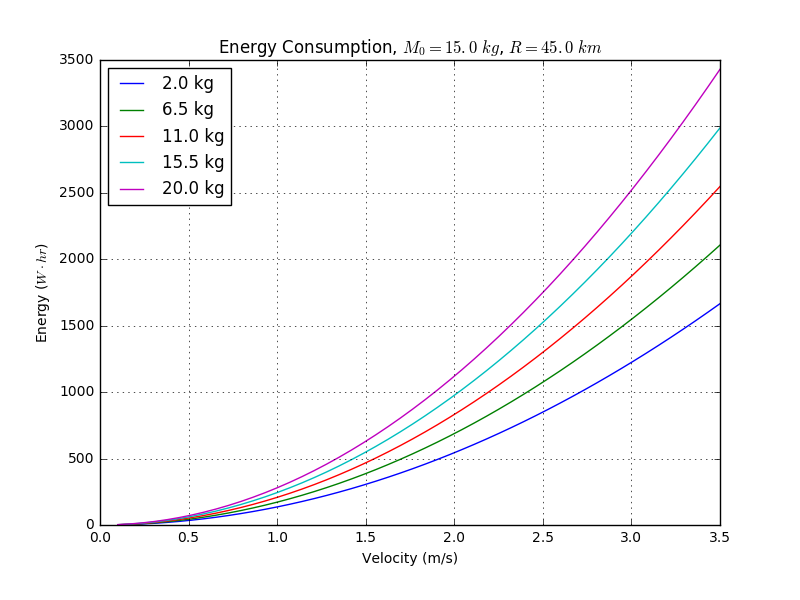 Energy Consumption, M₀ = 15.0 kg, R = 45.0 km
3500
3000
2500
2000
1500
1000
500
0
Energy (W · hr)
2.0 kg
6.5 kg
11.0 kg
15.5 kg
20.0 kg
0.0 0.5 1.0 1.5 2.0 2.5 3.0 3.5
Velocity (m/s)